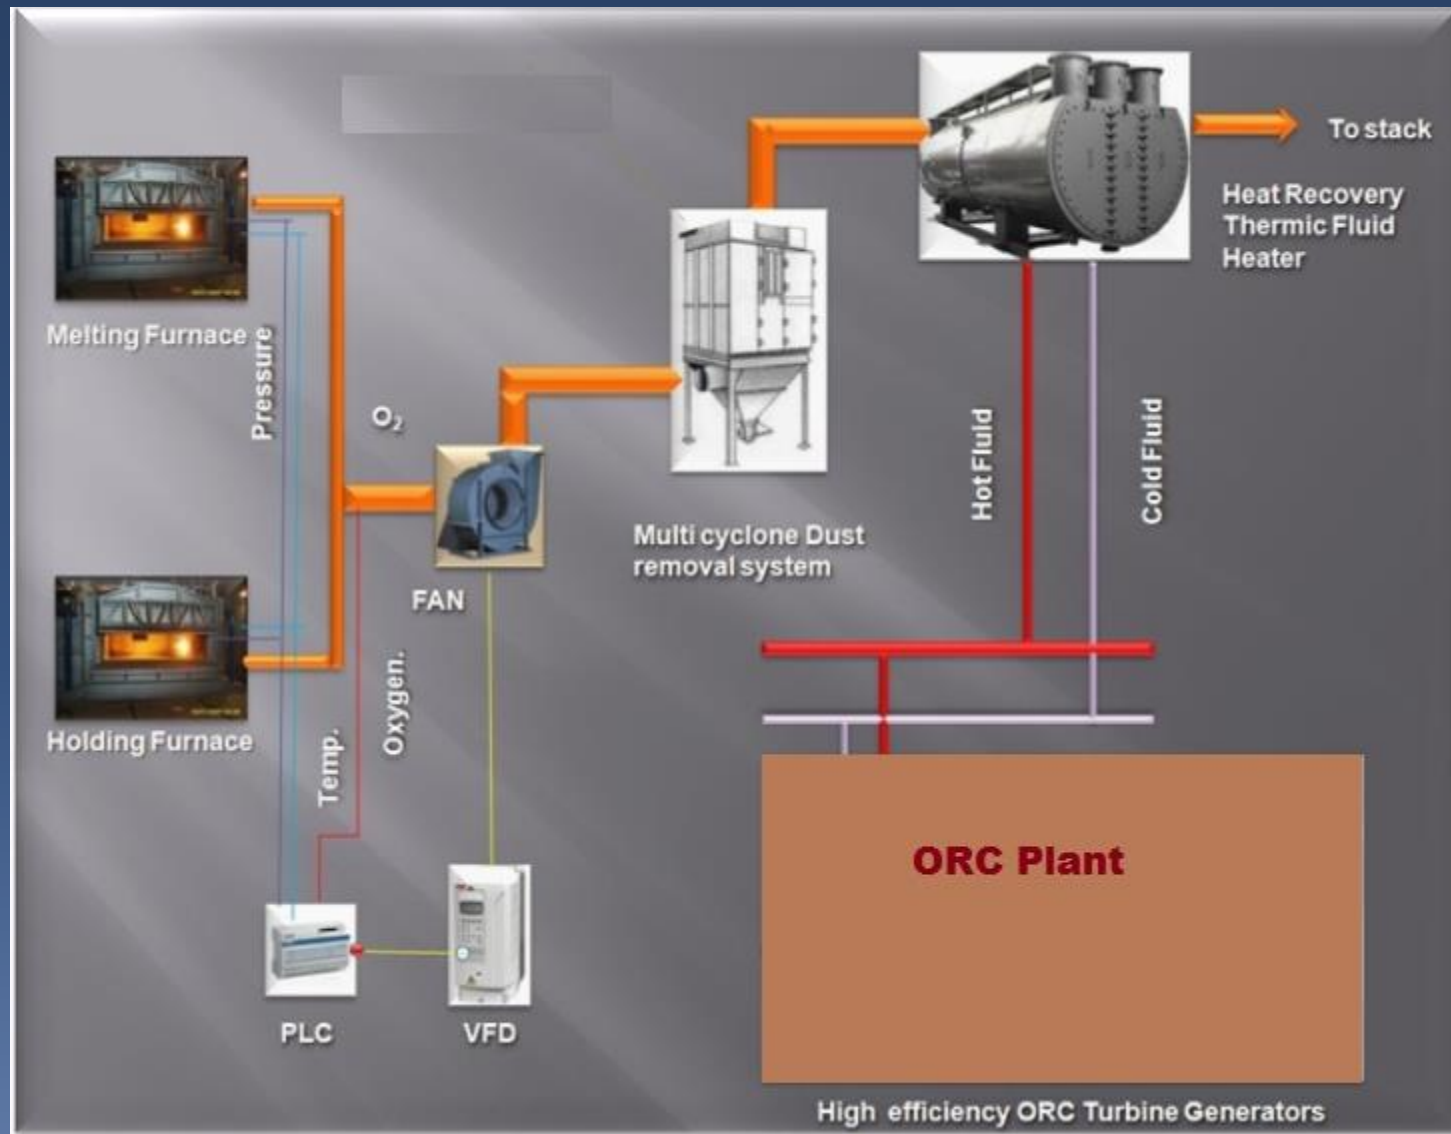 To stack
Heat Recovery
Thermic Fluid
Heater
Melting Furnace
Pressure
O₂
Hot Fluid
Cold Fluid
Multi cyclone Dust
removal system
FAN
Holding Furnace
Temp.
Oxygen.
ORC Plant
PLC
VFD
High efficiency ORC Turbine Generators